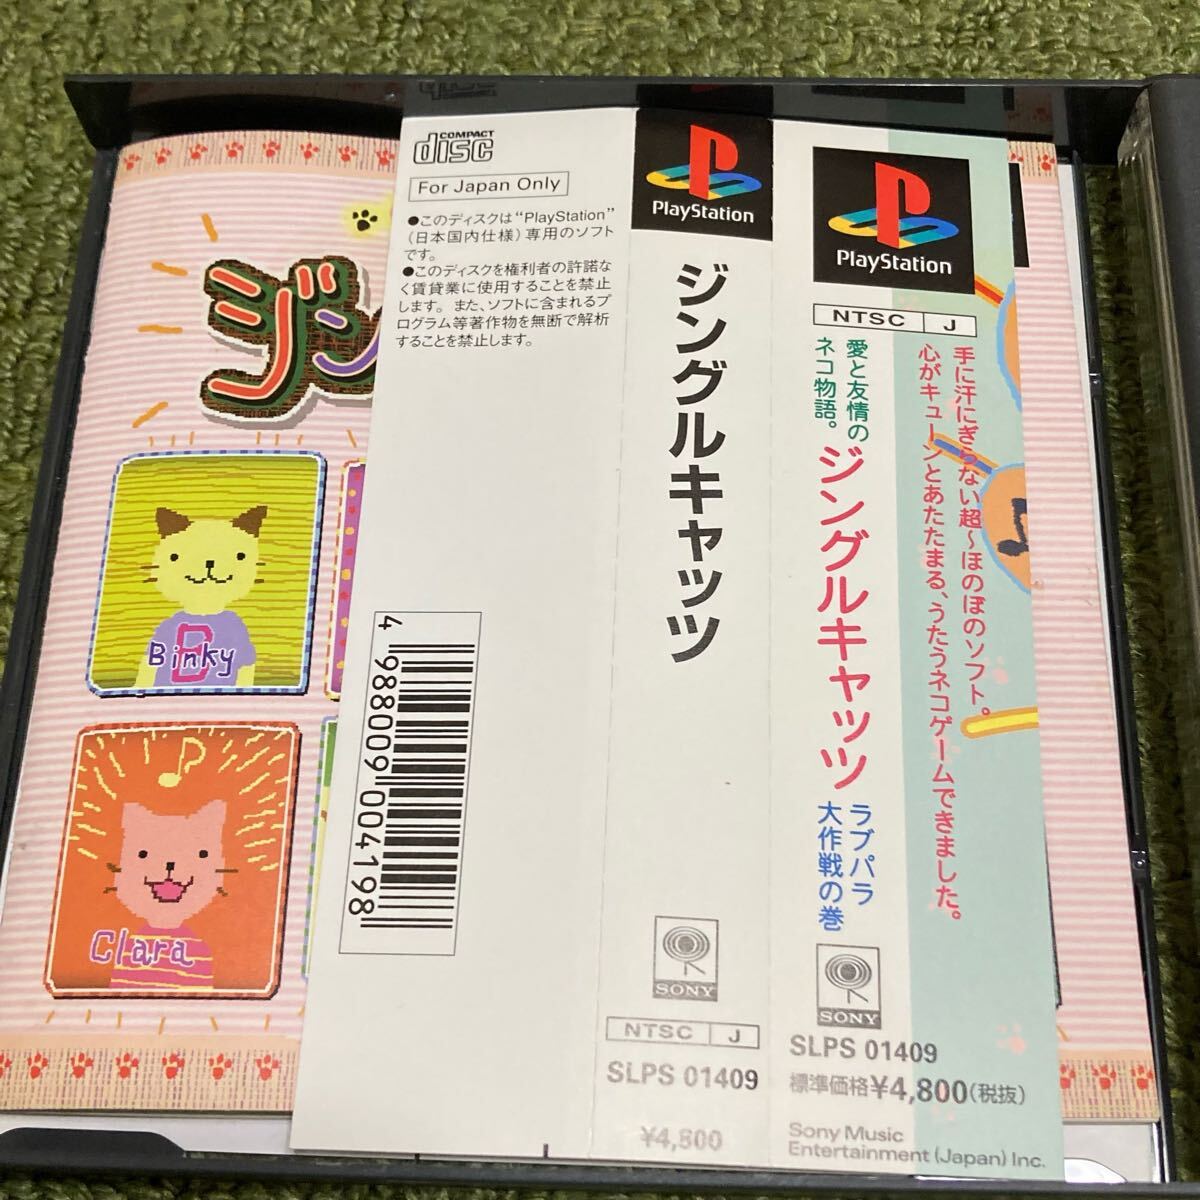 ジン
Binky
Clara
COMPACT
disc
For Japan Only
●このディスクは"PlayStation"
(日本国内仕様)専用のソフト
です。
●このディスクを権利者の許諾な
く賃貸業に使用することを禁止
します。また、ソフトに含まれるプ
ログラム等著作物を無断で解析
することを禁止します。
4 988009 004198
PlayStation
ジングルキャッツ
SONY
NTSC J
SLPS 01409
¥4,800
PlayStation
NTSC J
手に汗にぎらない超〜ほのぼのソフト。
心がキューンとあたたまる、うたうネコゲームできました。
愛と友情の
ネコ物語。
ジングルキャッツ
ラブパラ
大作戦の巻
SONY
SLPS 01409
標準価格¥4,800(税抜)
Sony Music
Entertainment (Japan) Inc.